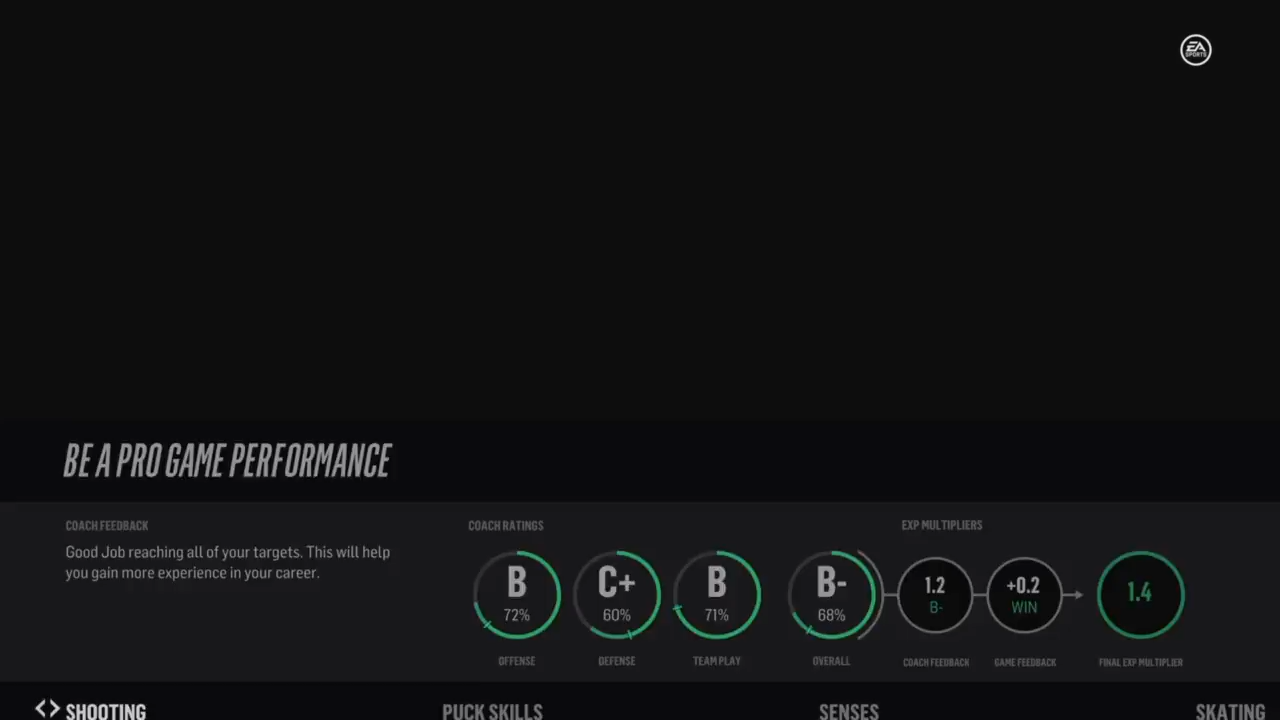 EA
SPORTS
BE A PRO GAME PERFORMANCE
COACH FEEDBACK
Good Job reaching all of your targets. This will help
you gain more experience in your career.
COACH RATINGS
B
72%
OFFENSE
C+
60%
DEFENSE
B
71%
TEAM PLAY
B-
68%
OVERALL
EXP MULTIPLIERS
1.2
B-
COACH FEEDBACK
+0.2
WIN
GAME FEEDBACK
1.4
FINAL EXP MULTIPLIER
<> SHOOTING
PUCK SKILLS
SENSES
SKATING